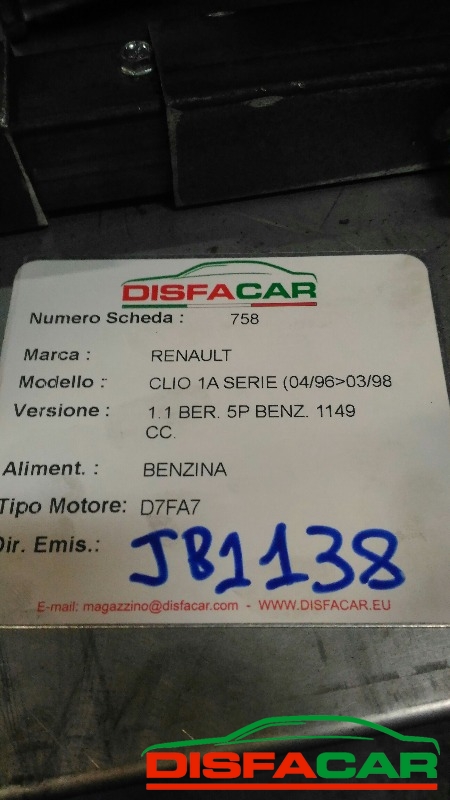 DISFACAR
Numero Scheda : 758
Marca : RENAULT
Modello : CLIO 1A SERIE (04/96>03/98
Versione : 1.1 BER. 5P BENZ. 1149
CC.
Aliment. : BENZINA
Tipo Motore: D7FA7
Dir. Emis.: JB1138
E-mail: magazzino@disfacar.com - WWW.DISFACAR.EU
DISFACAR